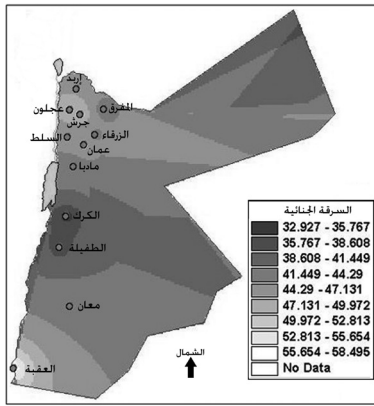 إربد
عجلون
المفرق
جرش
السلط
الزرقاء
عمان
مادبا
الكرك
الطفيلة
معان
العقبة
الشمال
السرقة الجنائية
32.927 - 35.767
35.767 - 38.608
38.608 - 41.449
41.449 - 44.29
44.29 - 47.131
47.131 - 49.972
49.972 - 52.813
52.813 - 55.654
55.654 - 58.495
No Data